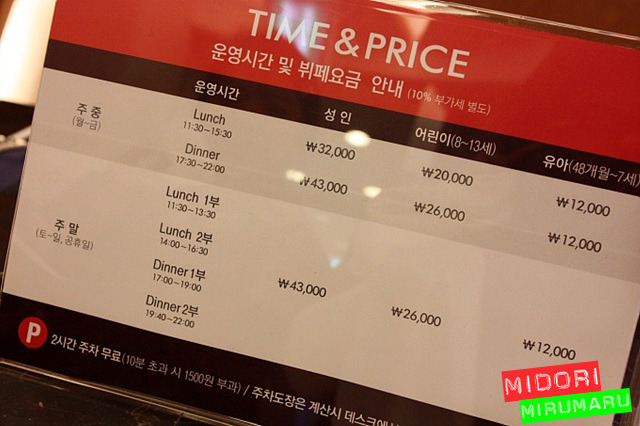 TIME & PRICE
운영시간 및 뷔페요금 안내 (10% 부가세 별도)
운영시간 성 인 어린이(8~13세) 유아(48개월~7세)
주 중
(월~금)
Lunch
11:30~15:30
₩32,000 ₩20,000 ₩12,000
Dinner
17:30~22:00
₩43,000 ₩26,000 ₩12,000
주 말
(토~일, 공휴일)
Lunch 1부
11:30~13:30
Lunch 2부
14:00~16:30
Dinner 1부
17:00~19:00
Dinner 2부
19:40~22:00
₩43,000 ₩26,000 ₩12,000
P 2시간 주차 무료 (10분 초과 시 1500원 부과) / 주차도장은 계산시 데스크에
MIDORI
MIRUMARU